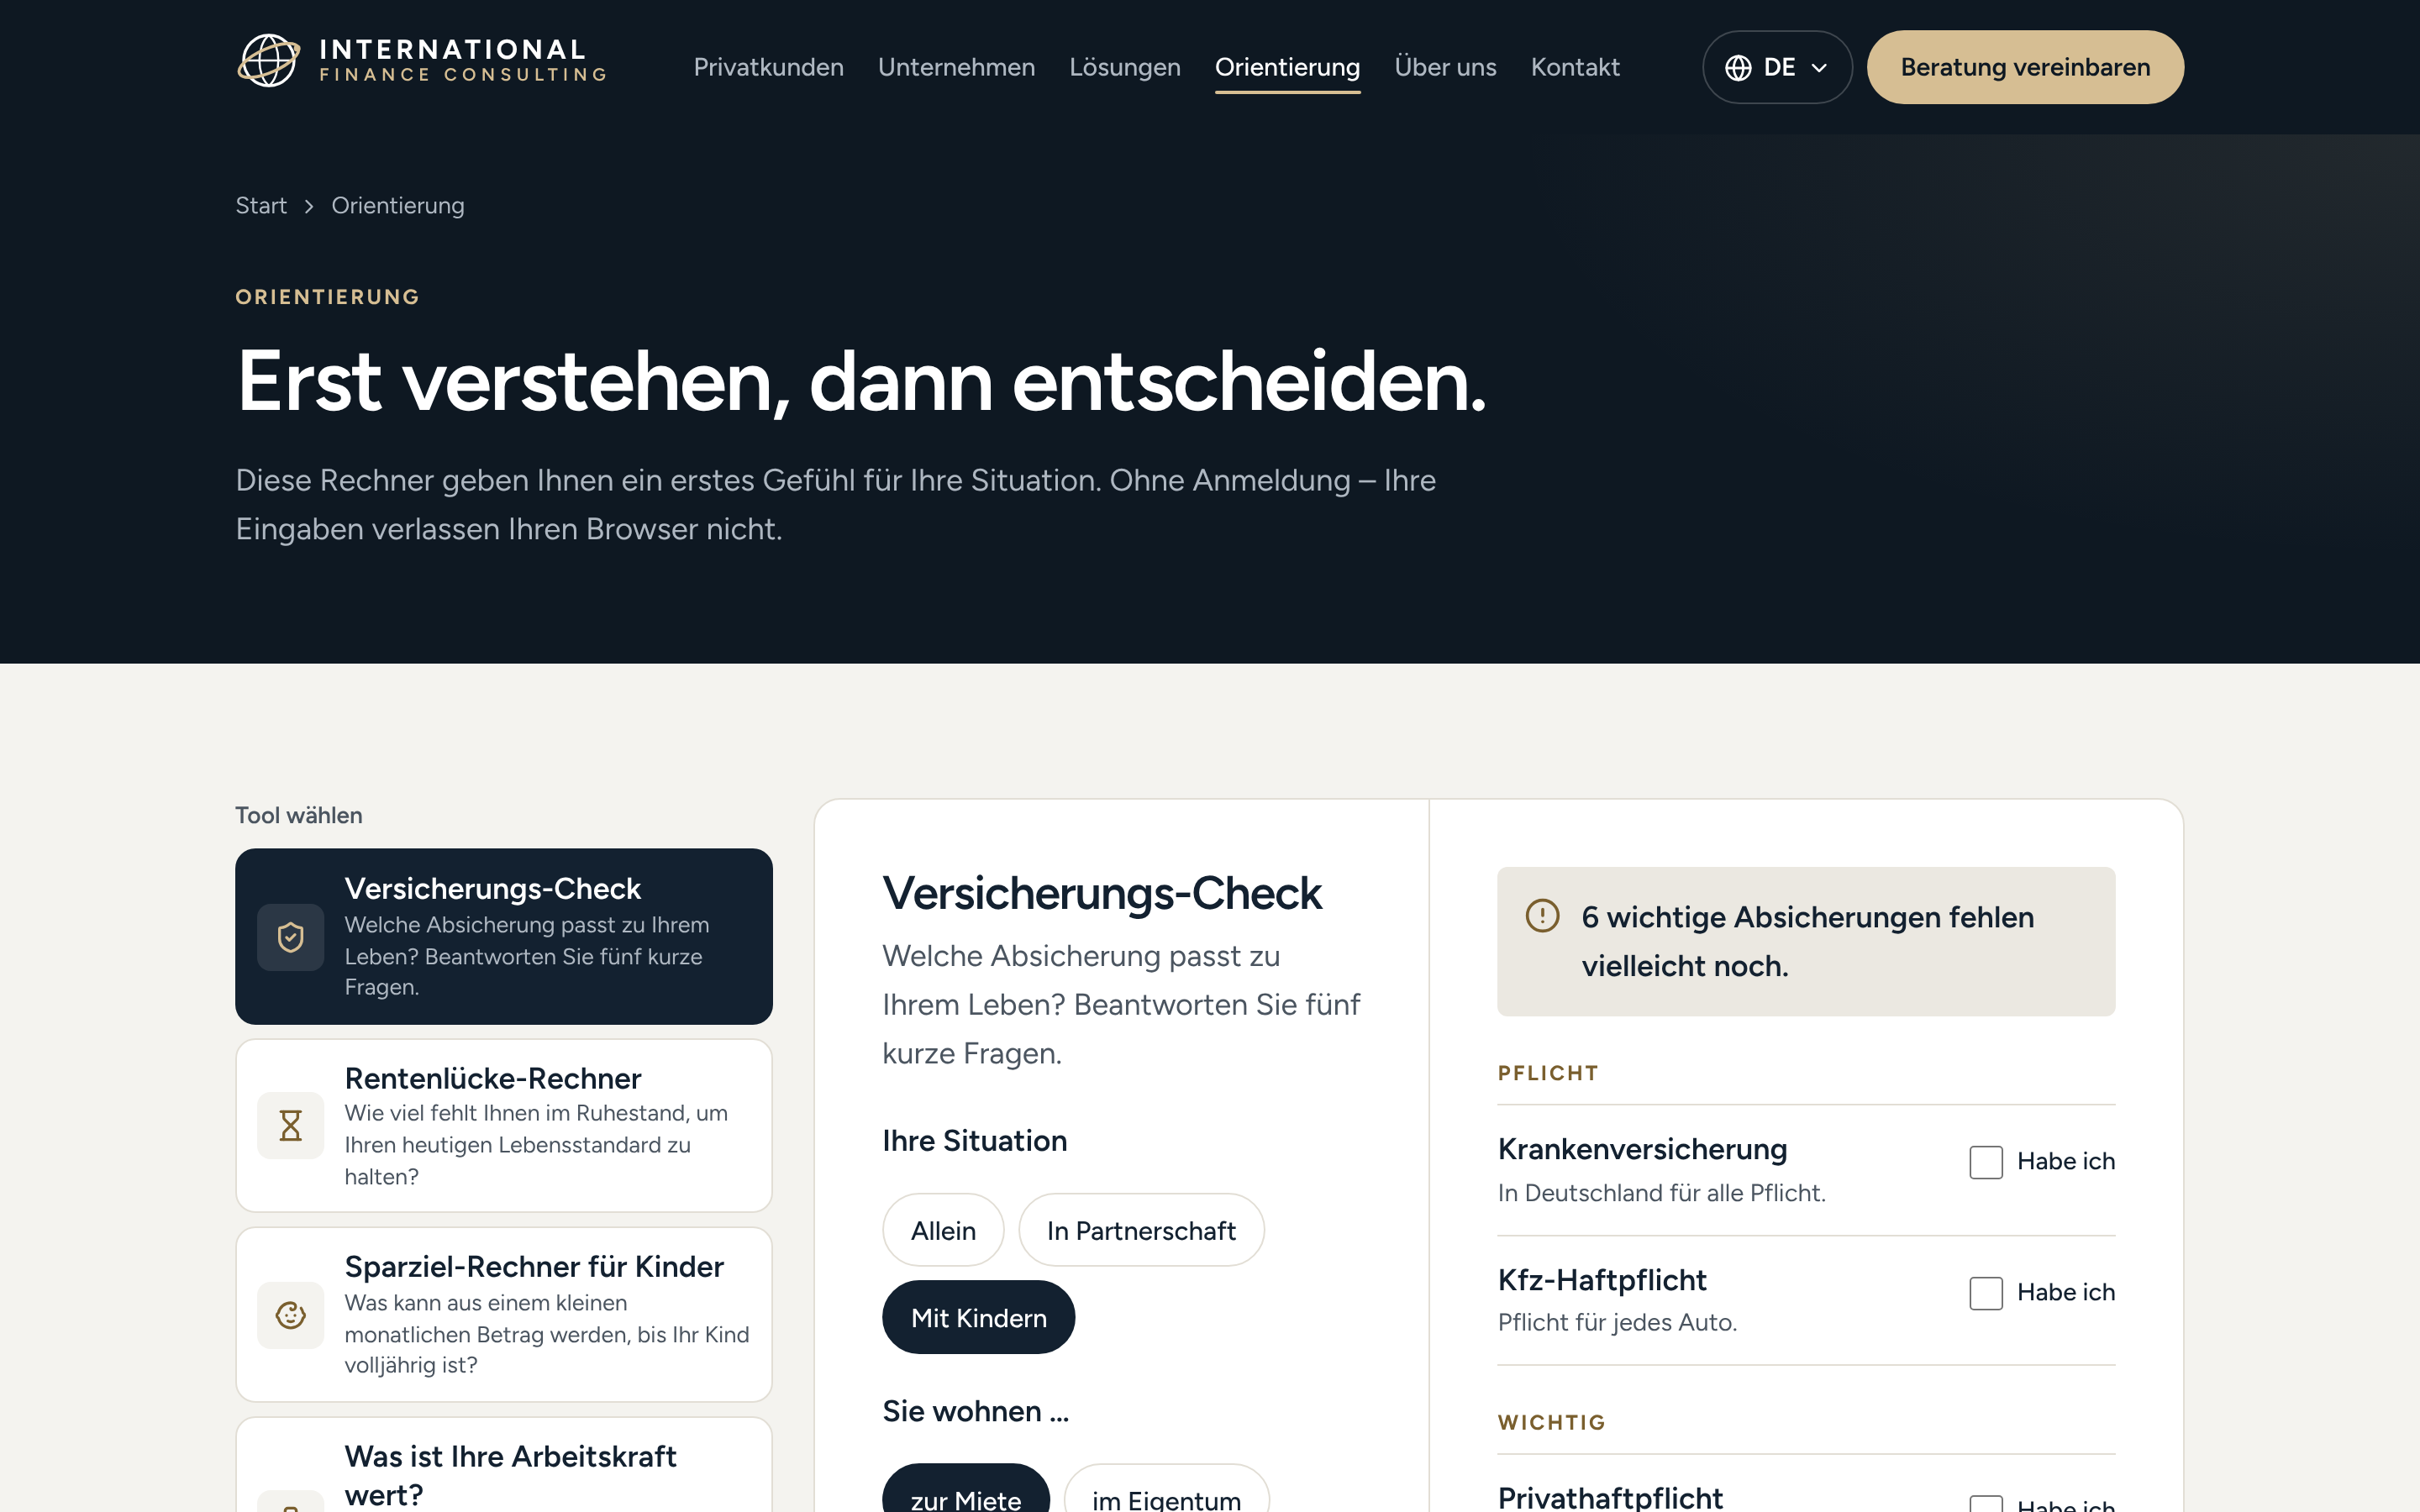 INTERNATIONAL
FINANCE CONSULTING
Privatkunden
Unternehmen
Lösungen
Orientierung
Über uns
Kontakt
DE
Beratung vereinbaren
Start
Orientierung
ORIENTIERUNG
Erst verstehen, dann entscheiden.
Diese Rechner geben Ihnen ein erstes Gefühl für Ihre Situation. Ohne Anmeldung – Ihre
Eingaben verlassen Ihren Browser nicht.
Tool wählen
Versicherungs-Check
Welche Absicherung passt zu Ihrem
Leben? Beantworten Sie fünf kurze
Fragen.
Rentenlücke-Rechner
Wie viel fehlt Ihnen im Ruhestand, um
Ihren heutigen Lebensstandard zu
halten?
Sparziel-Rechner für Kinder
Was kann aus einem kleinen
monatlichen Betrag werden, bis Ihr Kind
volljährig ist?
Was ist Ihre Arbeitskraft
wert?
Versicherungs-Check
Welche Absicherung passt zu
Ihrem Leben? Beantworten Sie fünf
kurze Fragen.
Ihre Situation
Allein
In Partnerschaft
Mit Kindern
Sie wohnen ...
zur Miete
im Eigentum
6 wichtige Absicherungen fehlen
vielleicht noch.
PFLICHT
Krankenversicherung
In Deutschland für alle Pflicht.
Habe ich
Kfz-Haftpflicht
Pflicht für jedes Auto.
Habe ich
WICHTIG
Privathaftpflicht
Habe ich